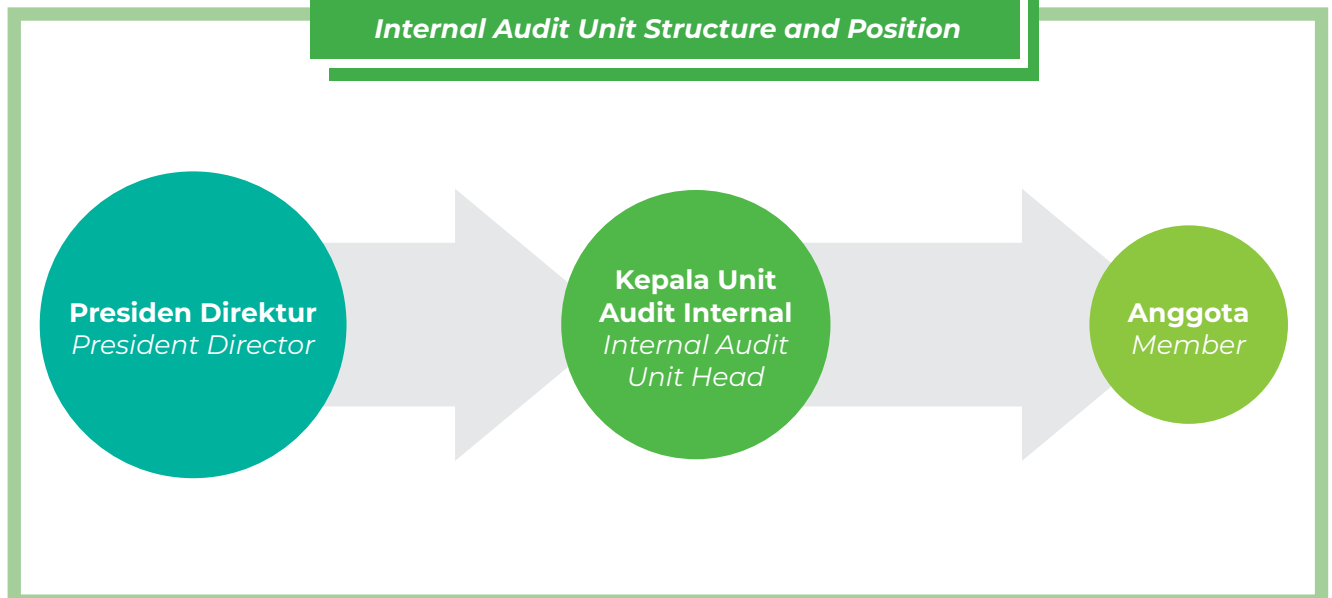 Internal Audit Unit Structure and Position
Presiden Direktur
President Director
Kepala Unit
Audit Internal
Internal Audit
Unit Head
Anggota
Member